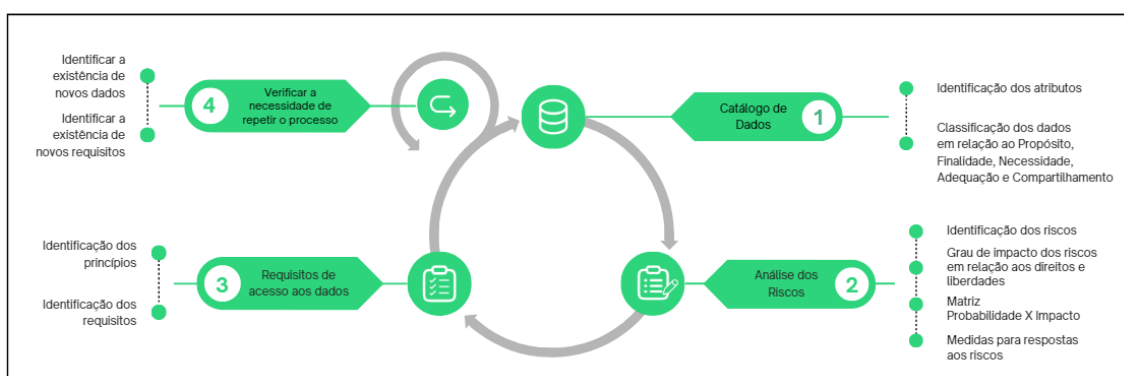 Identificar a
existência de
novos dados
Identificar a
existência de
novos requisitos
4
Verificar a
necessidade de
repetir o processo
Catálogo de
Dados
1
Identificação dos atributos
Classificação dos dados
em relação ao Propósito,
Finalidade, Necessidade,
Adequação e Compartilhamento
Identificação dos
princípios
Identificação dos
requisitos
3
Requisitos de
acesso aos dados
Análise dos
Riscos
2
Identificação dos riscos
Grau de impacto dos riscos
em relação aos direitos e
liberdades
Matriz
Probabilidade X Impacto
Medidas para respostas
aos riscos